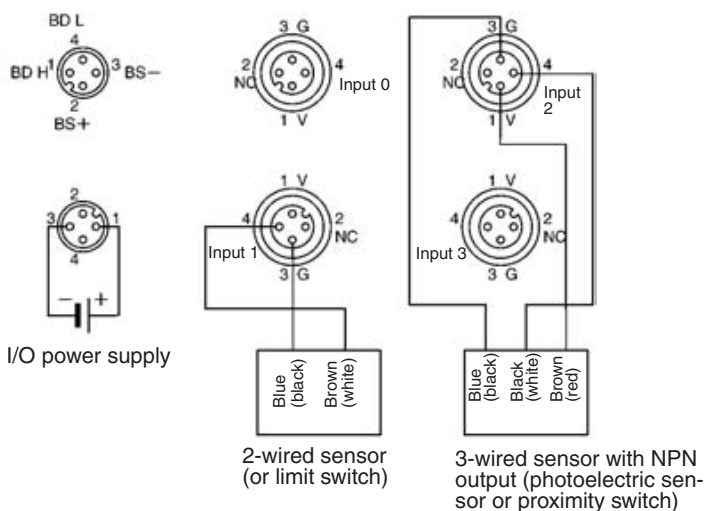 BD L
4
BD H 1
3 BS−
2
BS+
3 G
2
NC
4
Input 0
1 V
3 G
2
NC
4
Input
2
1 V
2
3
1
4
− +
I/O power supply
1 V
4
2
NC
Input 1
3 G
Blue
(black)
Brown
(white)
2-wired sensor
(or limit switch)
1 V
4
2
NC
Input 3
3 G
Blue
(black)
Black
(white)
Brown
(red)
3-wired sensor with NPN
output (photoelectric sen-
sor or proximity switch)